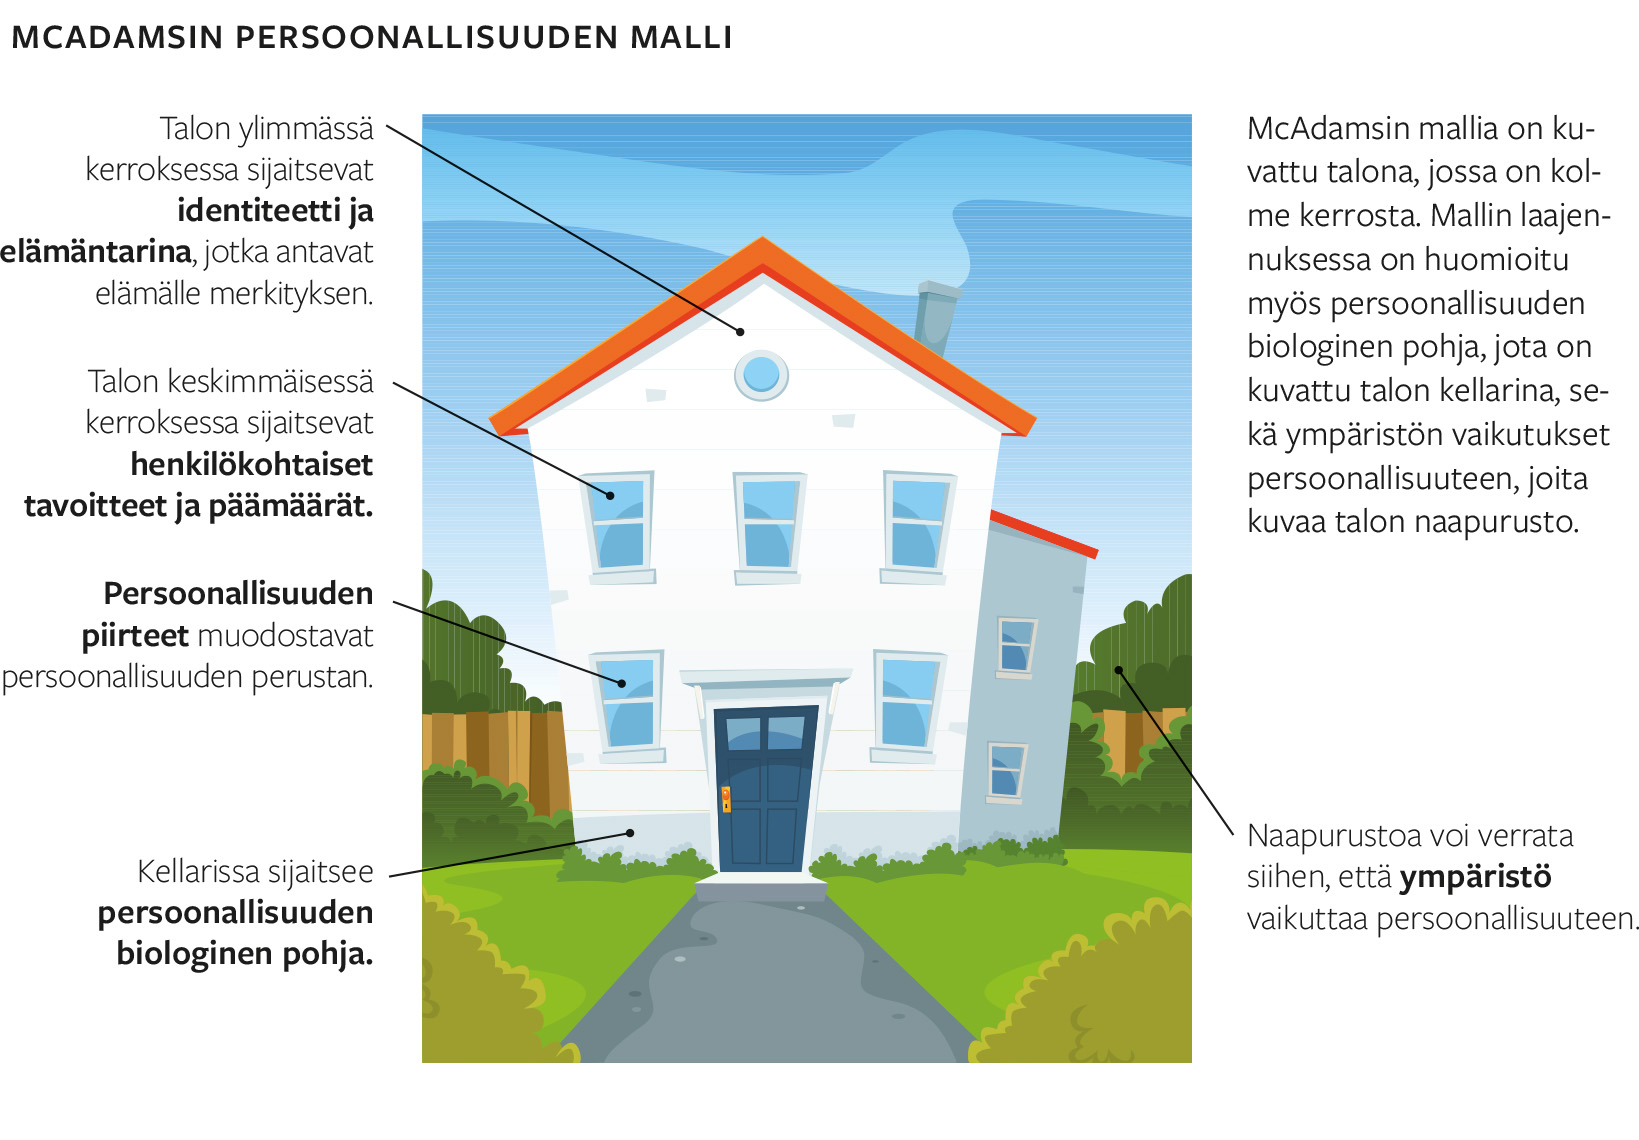 MCADAMSIN PERSOONALLISUUDEN MALLI
Talon ylimmässä
kerroksessa sijaitsevat
identiteetti ja
elämäntarina, jotka antavat
elämälle merkityksen.
Talon keskimmäisessä
kerroksessa sijaitsevat
henkilökohtaiset
tavoitteet ja päämäärät.
Persoonallisuuden
piirteet muodostavat
persoonallisuuden perustan.
Kellarissa sijaitsee
persoonallisuuden
biologinen pohja.
McAdamsin mallia on ku-
vattu talona, jossa on kol-
me kerrosta. Mallin laajen-
nuksessa on huomioitu
myös persoonallisuuden
biologinen pohja, jota on
kuvattu talon kellarina, se-
kä ympäristön vaikutukset
persoonallisuuteen, joita
kuvaa talon naapurusto.
Naapurustoa voi verrata
siihen, että ympäristö
vaikuttaa persoonallisuuteen.